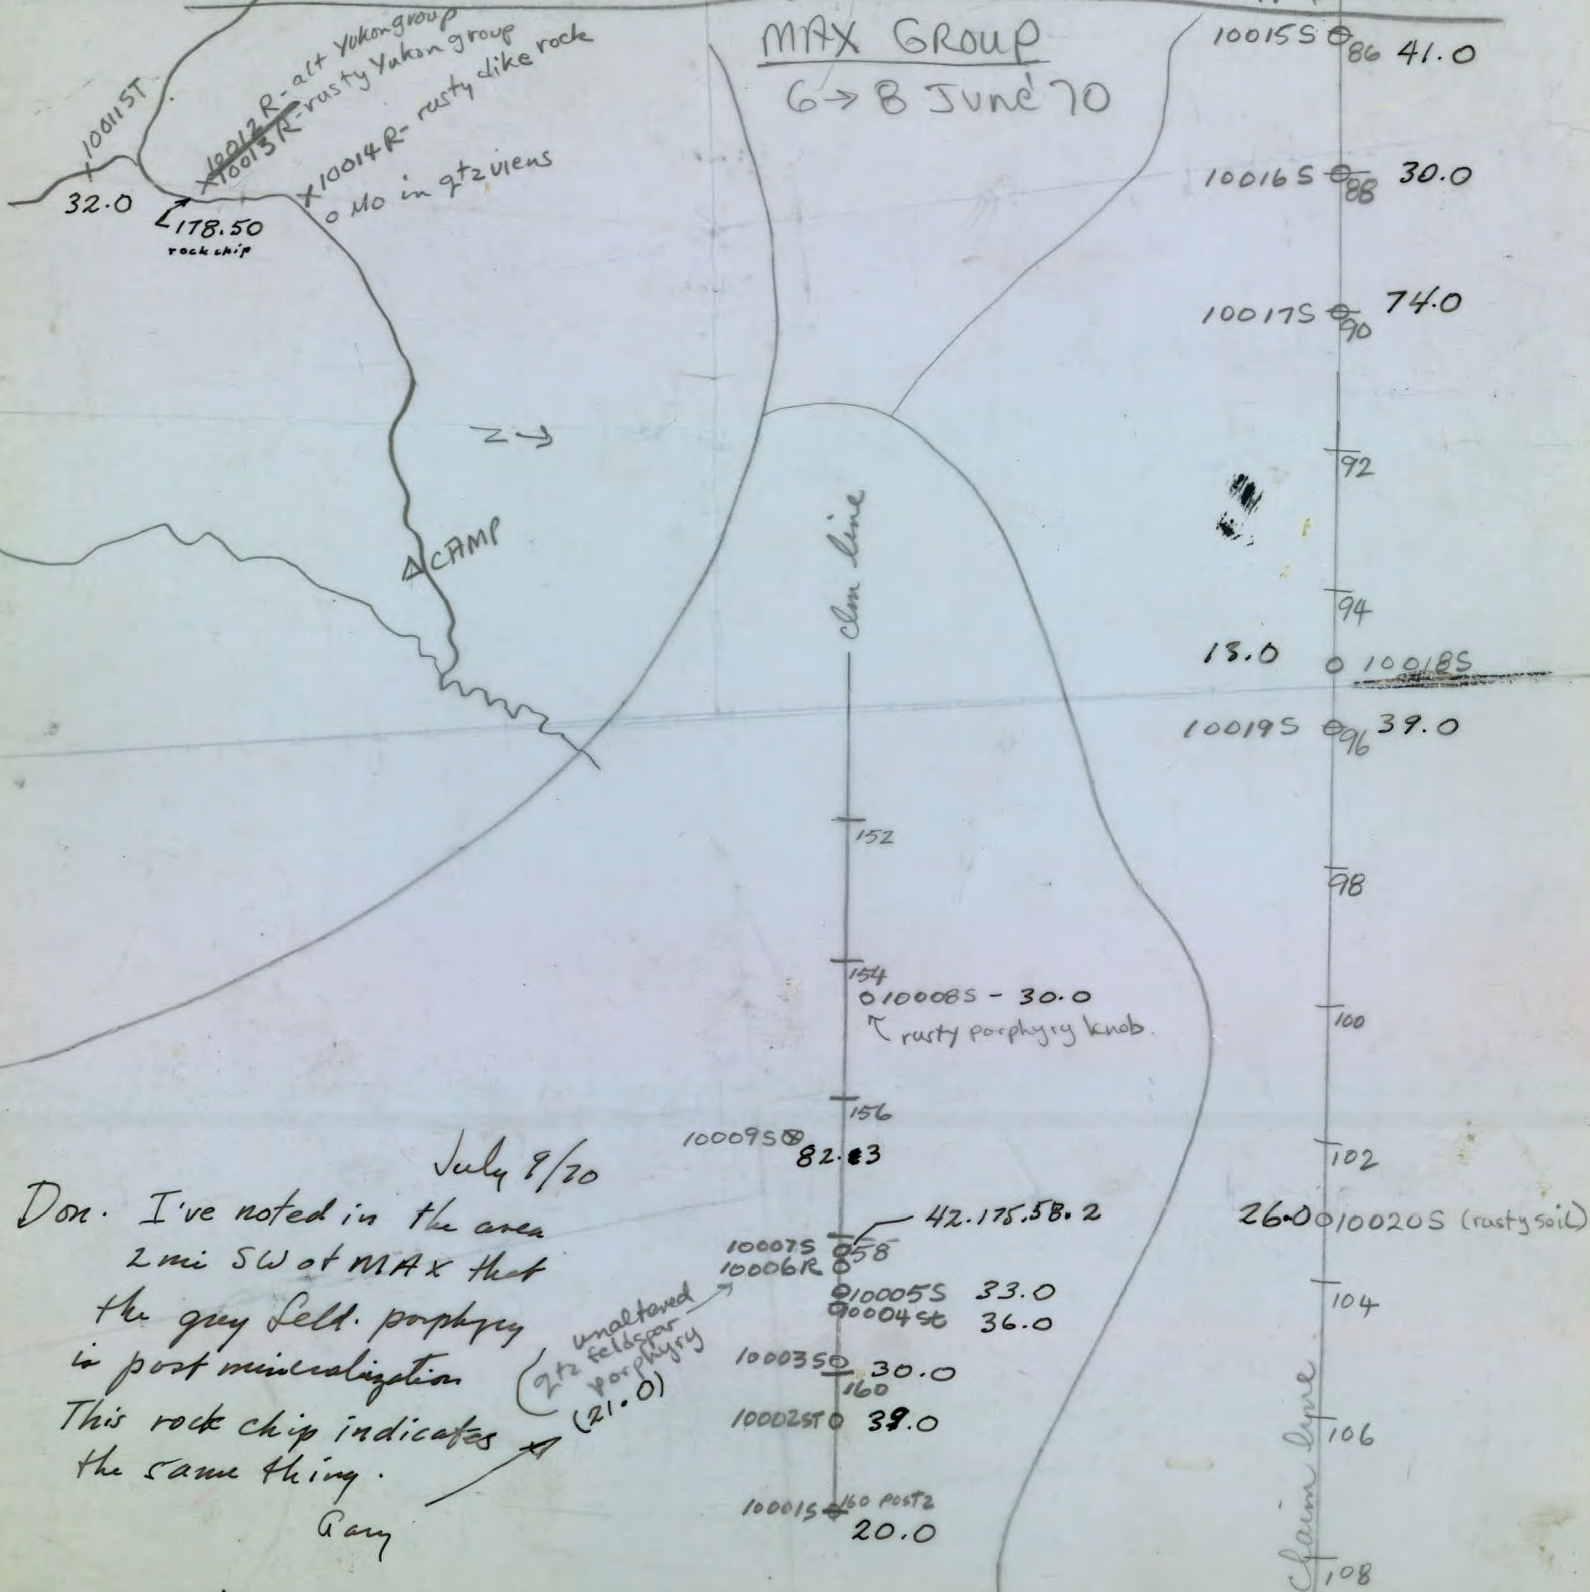 MAX GROUP
6→8 June '70
10015S
86
41.0
10011ST
10012R - alt Yukon group
10013R - rusty Yukon group
10014R - rusty dike rock
o Mo in qtz viens
32.0
178.50
rock chip
10016S
88
30.0
10017S
90
74.0
Z→
92
CAMP
clm line
94
13.0
10018S
10019S
96
39.0
152
98
154
10008S - 30.0
rusty porphyry knob.
100
156
10009S
82.3
102
July 9/70
Don. I've noted in the area
2 mi SW of MAX that
the grey feld. porphyry
is post mineralization
This rock chip indicates
the same thing.
Gary
42.175.58.2
10007S
58
10006R
26.0
10020S (rusty soil)
10005S 33.0
10004st 36.0
104
unaltered
qtz feldspar
porphyry
(21.0)
10003S
30.0
160
10002ST
39.0
106
10001S
160 POST2
20.0
Claim lyne
108